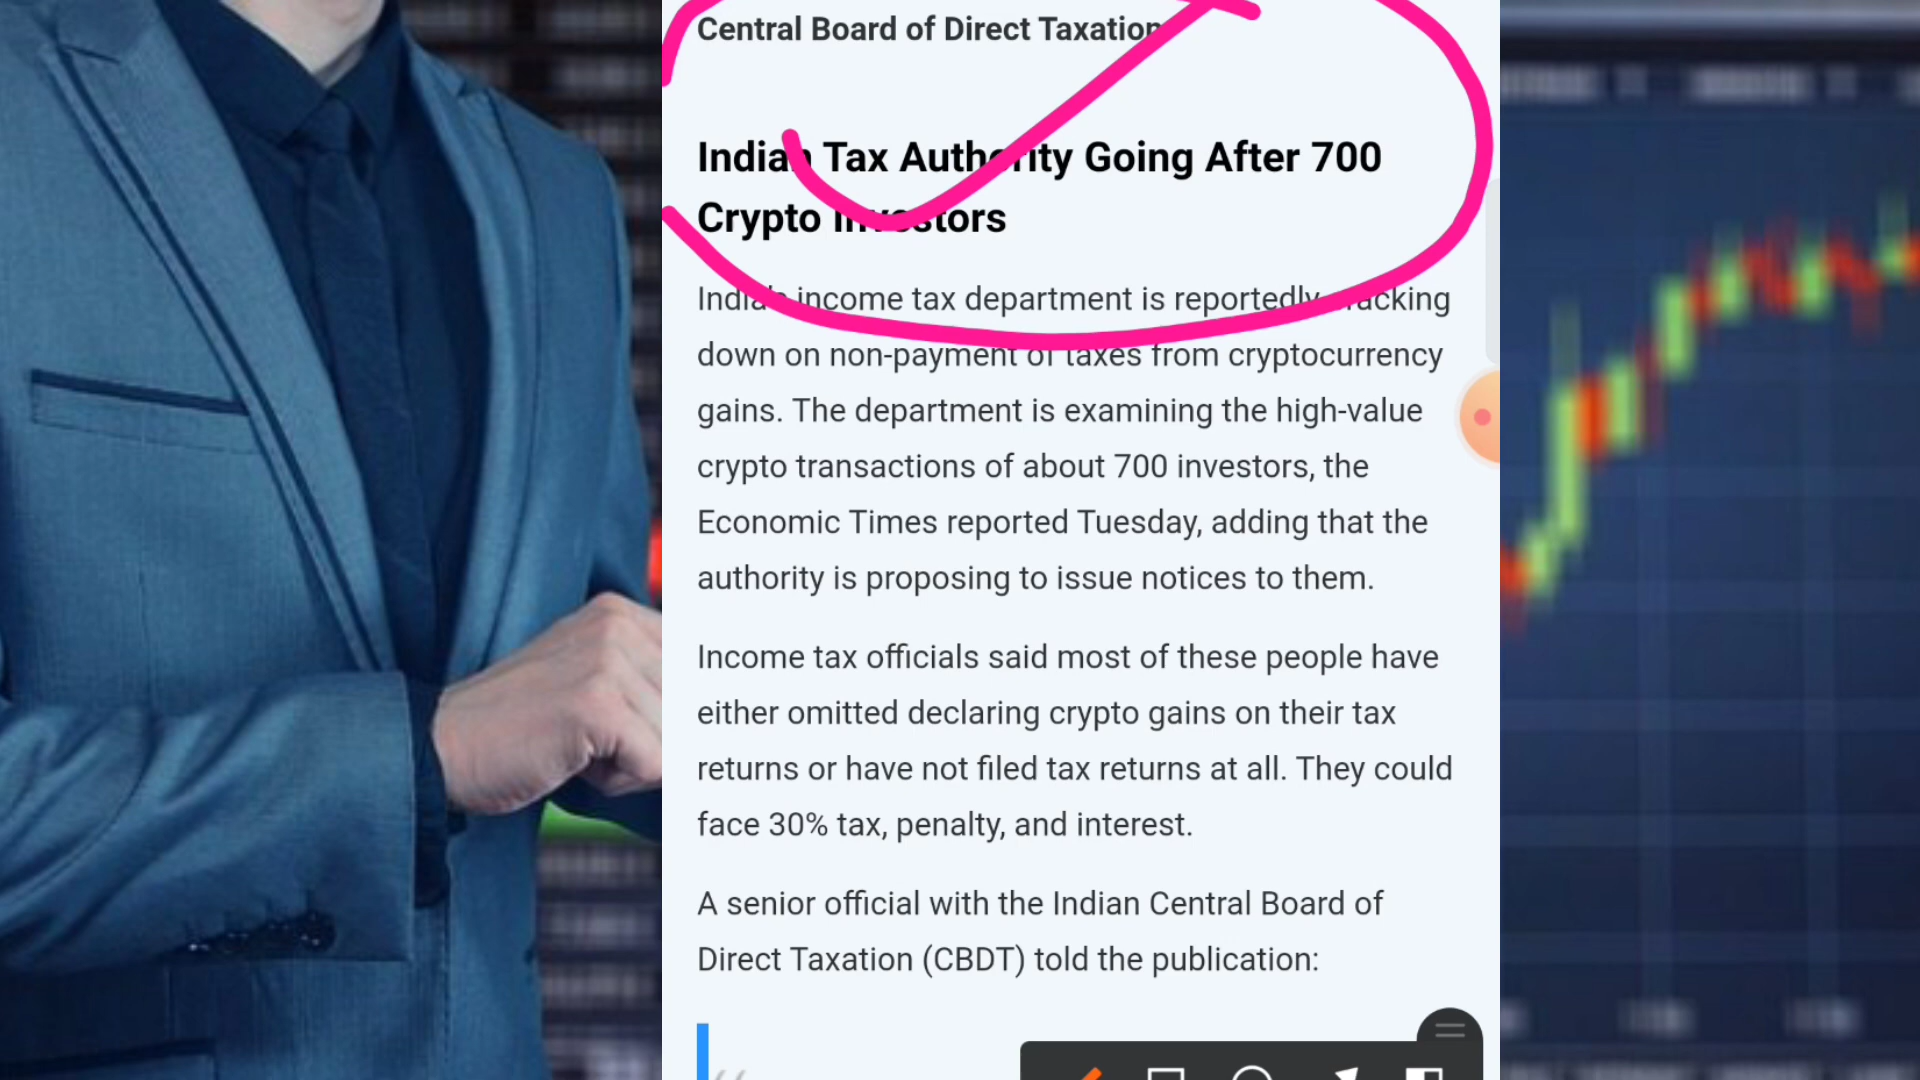 Central Board of Direct Taxation
Indian Tax Authority Going After 700
Crypto Investors
India's income tax department is reportedly cracking
down on non-payment of taxes from cryptocurrency
gains. The department is examining the high-value
crypto transactions of about 700 investors, the
Economic Times reported Tuesday, adding that the
authority is proposing to issue notices to them.
Income tax officials said most of these people have
either omitted declaring crypto gains on their tax
returns or have not filed tax returns at all. They could
face 30% tax, penalty, and interest.
A senior official with the Indian Central Board of
Direct Taxation (CBDT) told the publication: